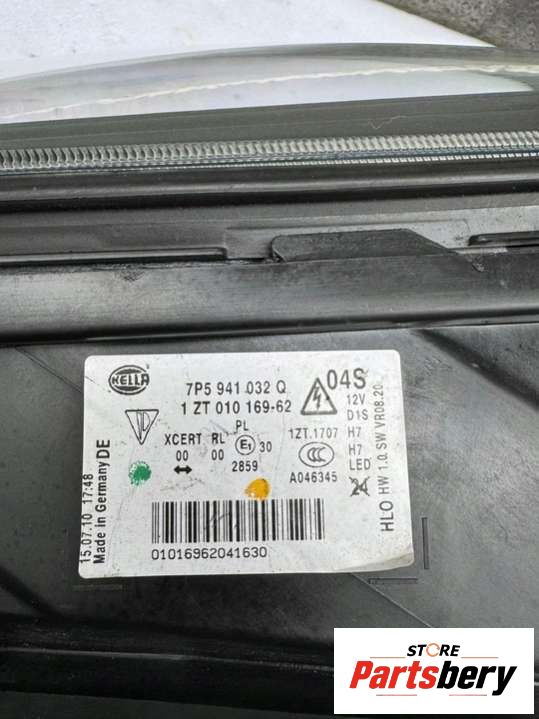 HELLA
7P5 941 032 Q
1 ZT 010 169-62
04S
PL
XCERT RL
00 00
E1 30
2859
1ZT.1707
CCC
A046345
12V
D1S
H7
H7
LED
24
HLO HW 1.0. SW VR08.20
15.07.10 17:48
Made in Germany DE
01016962041630
STORE
Partsbery